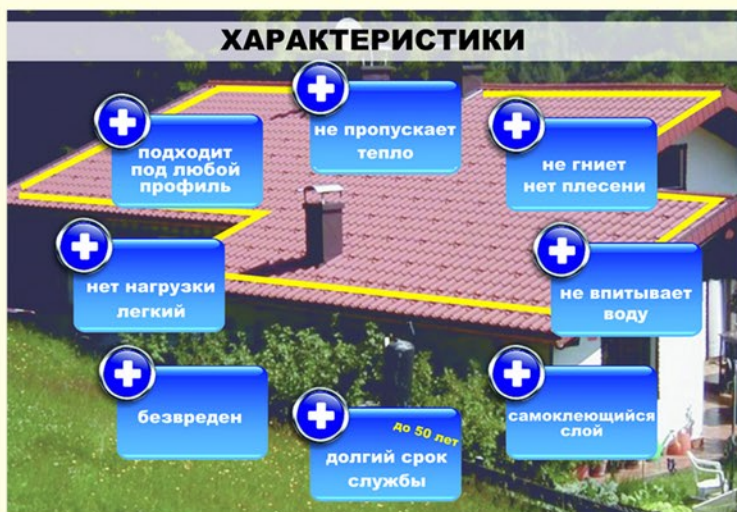 ХАРАКТЕРИСТИКИ
подходит
под любой
профиль
не пропускает
тепло
не гниет
нет плесени
нет нагрузки
легкий
не впитывает
воду
безвреден
до 50 лет
долгий срок
службы
самоклеющийся
слой